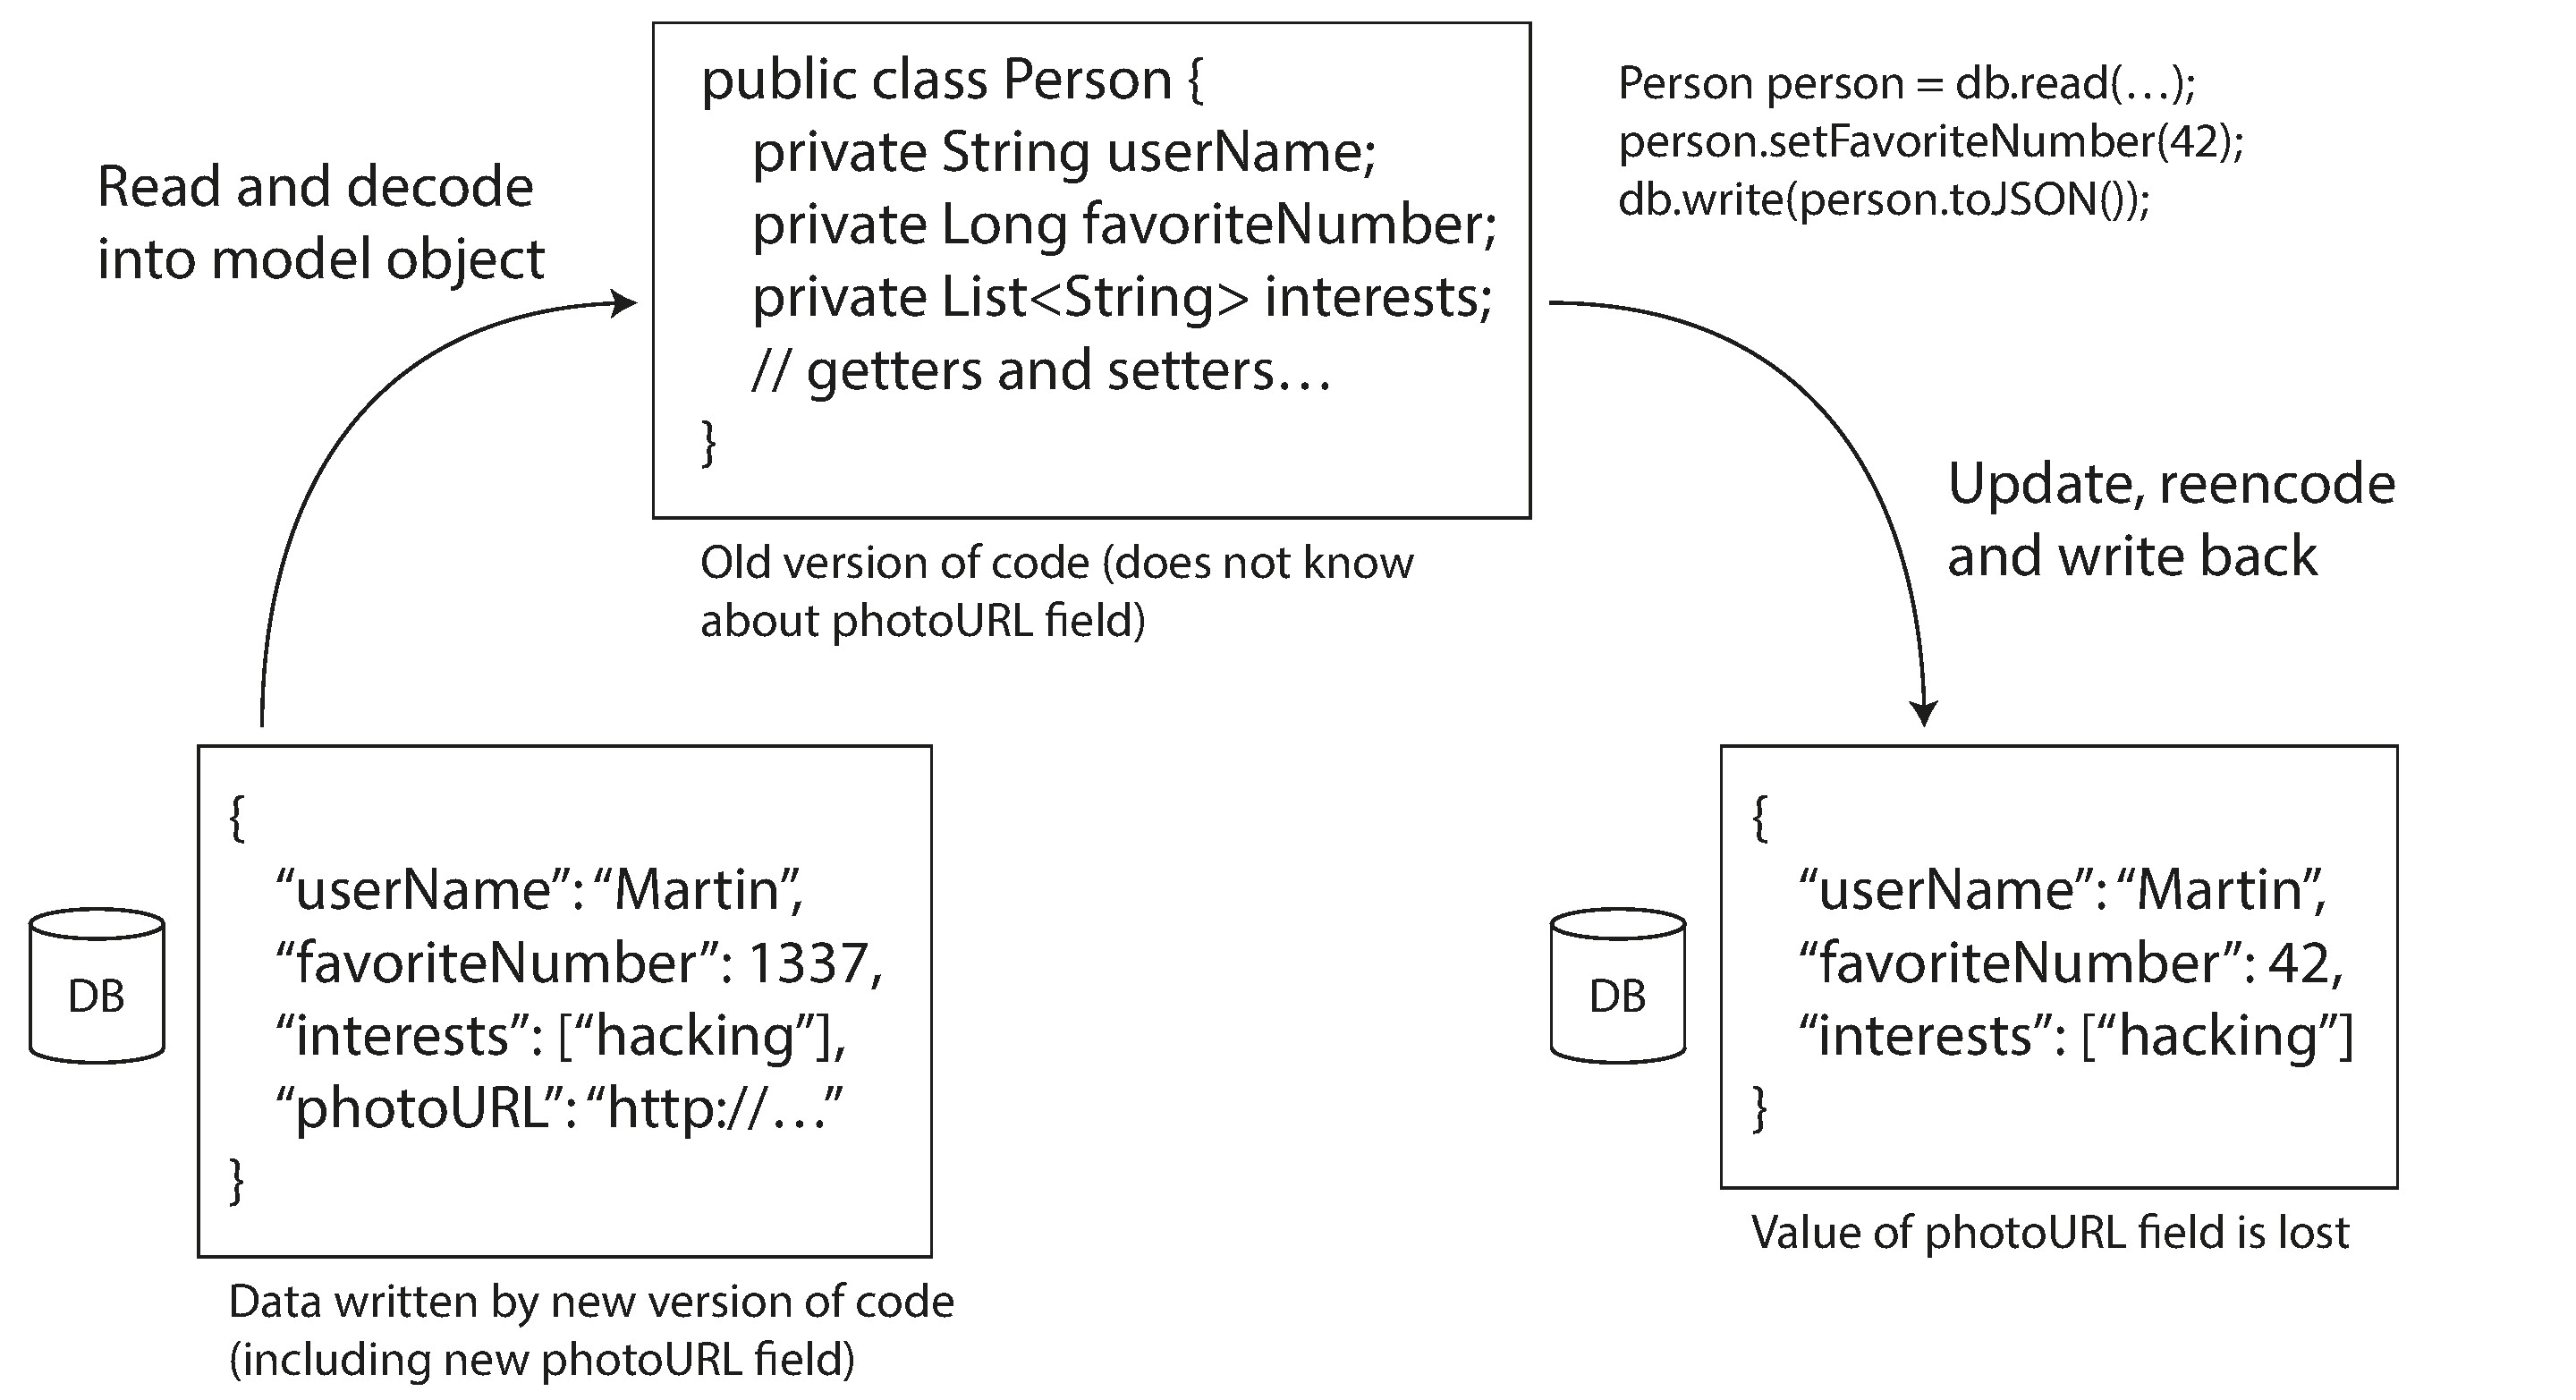 public class Person {
private String userName;
private Long favoriteNumber;
private List<String> interests;
// getters and setters…
}
Person person = db.read(…);
person.setFavoriteNumber(42);
db.write(person.toJSON());
Read and decode
into model object
Old version of code (does not know
about photoURL field)
Update, reencode
and write back
DB
{
“userName”: “Martin”,
“favoriteNumber”: 1337,
“interests”: [“hacking”],
“photoURL”: “http://…”
}
Data written by new version of code
(including new photoURL field)
DB
{
“userName”: “Martin”,
“favoriteNumber”: 42,
“interests”: [“hacking”]
}
Value of photoURL field is lost